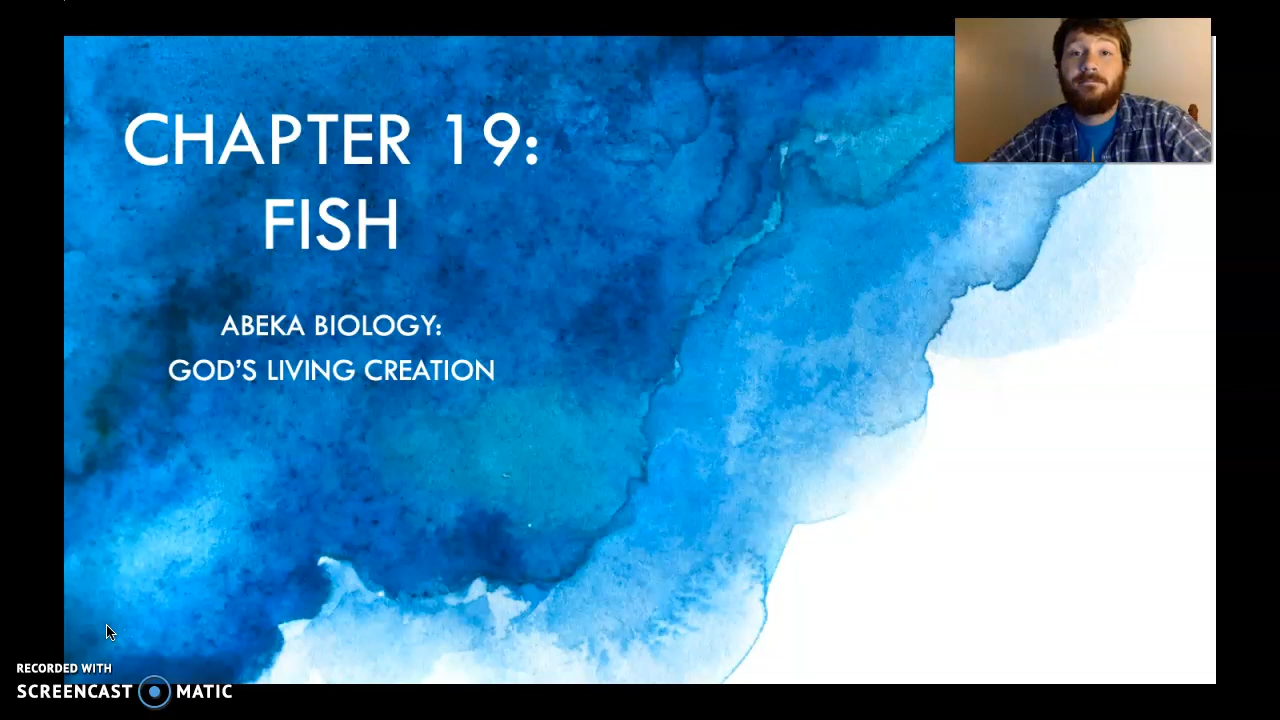 CHAPTER 19:
FISH
ABEKA BIOLOGY:
GOD'S LIVING CREATION
RECORDED WITH
SCREENCAST MATIC